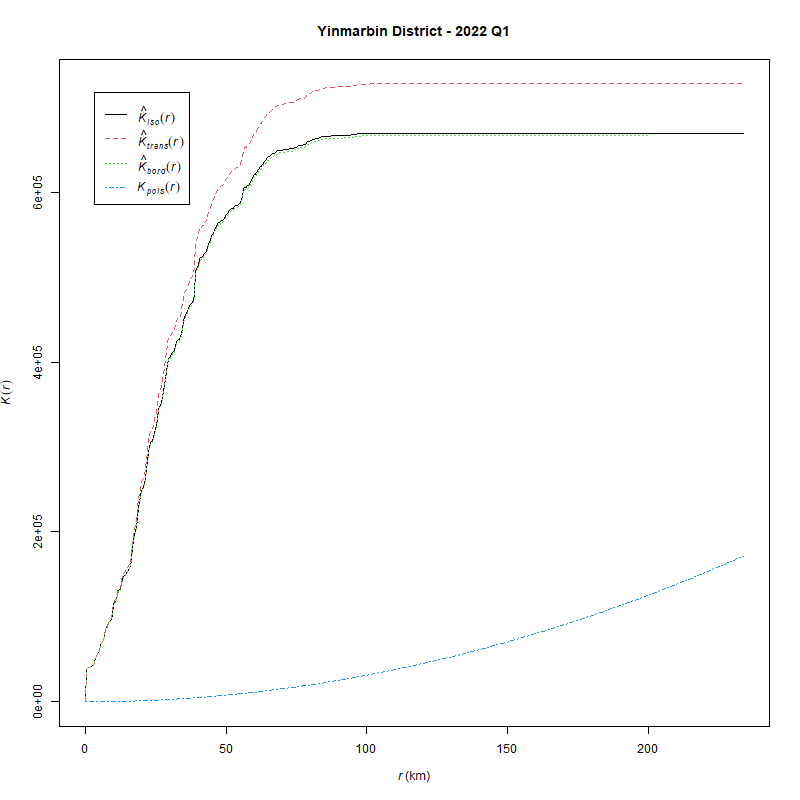 Yinmarbin District - 2022 Q1
K̂iso(r)
K̂trans(r)
K̂bord(r)
Kpois(r)
K(r)
6e+05
4e+05
2e+05
0e+00
0 50 100 150 200
r (km)